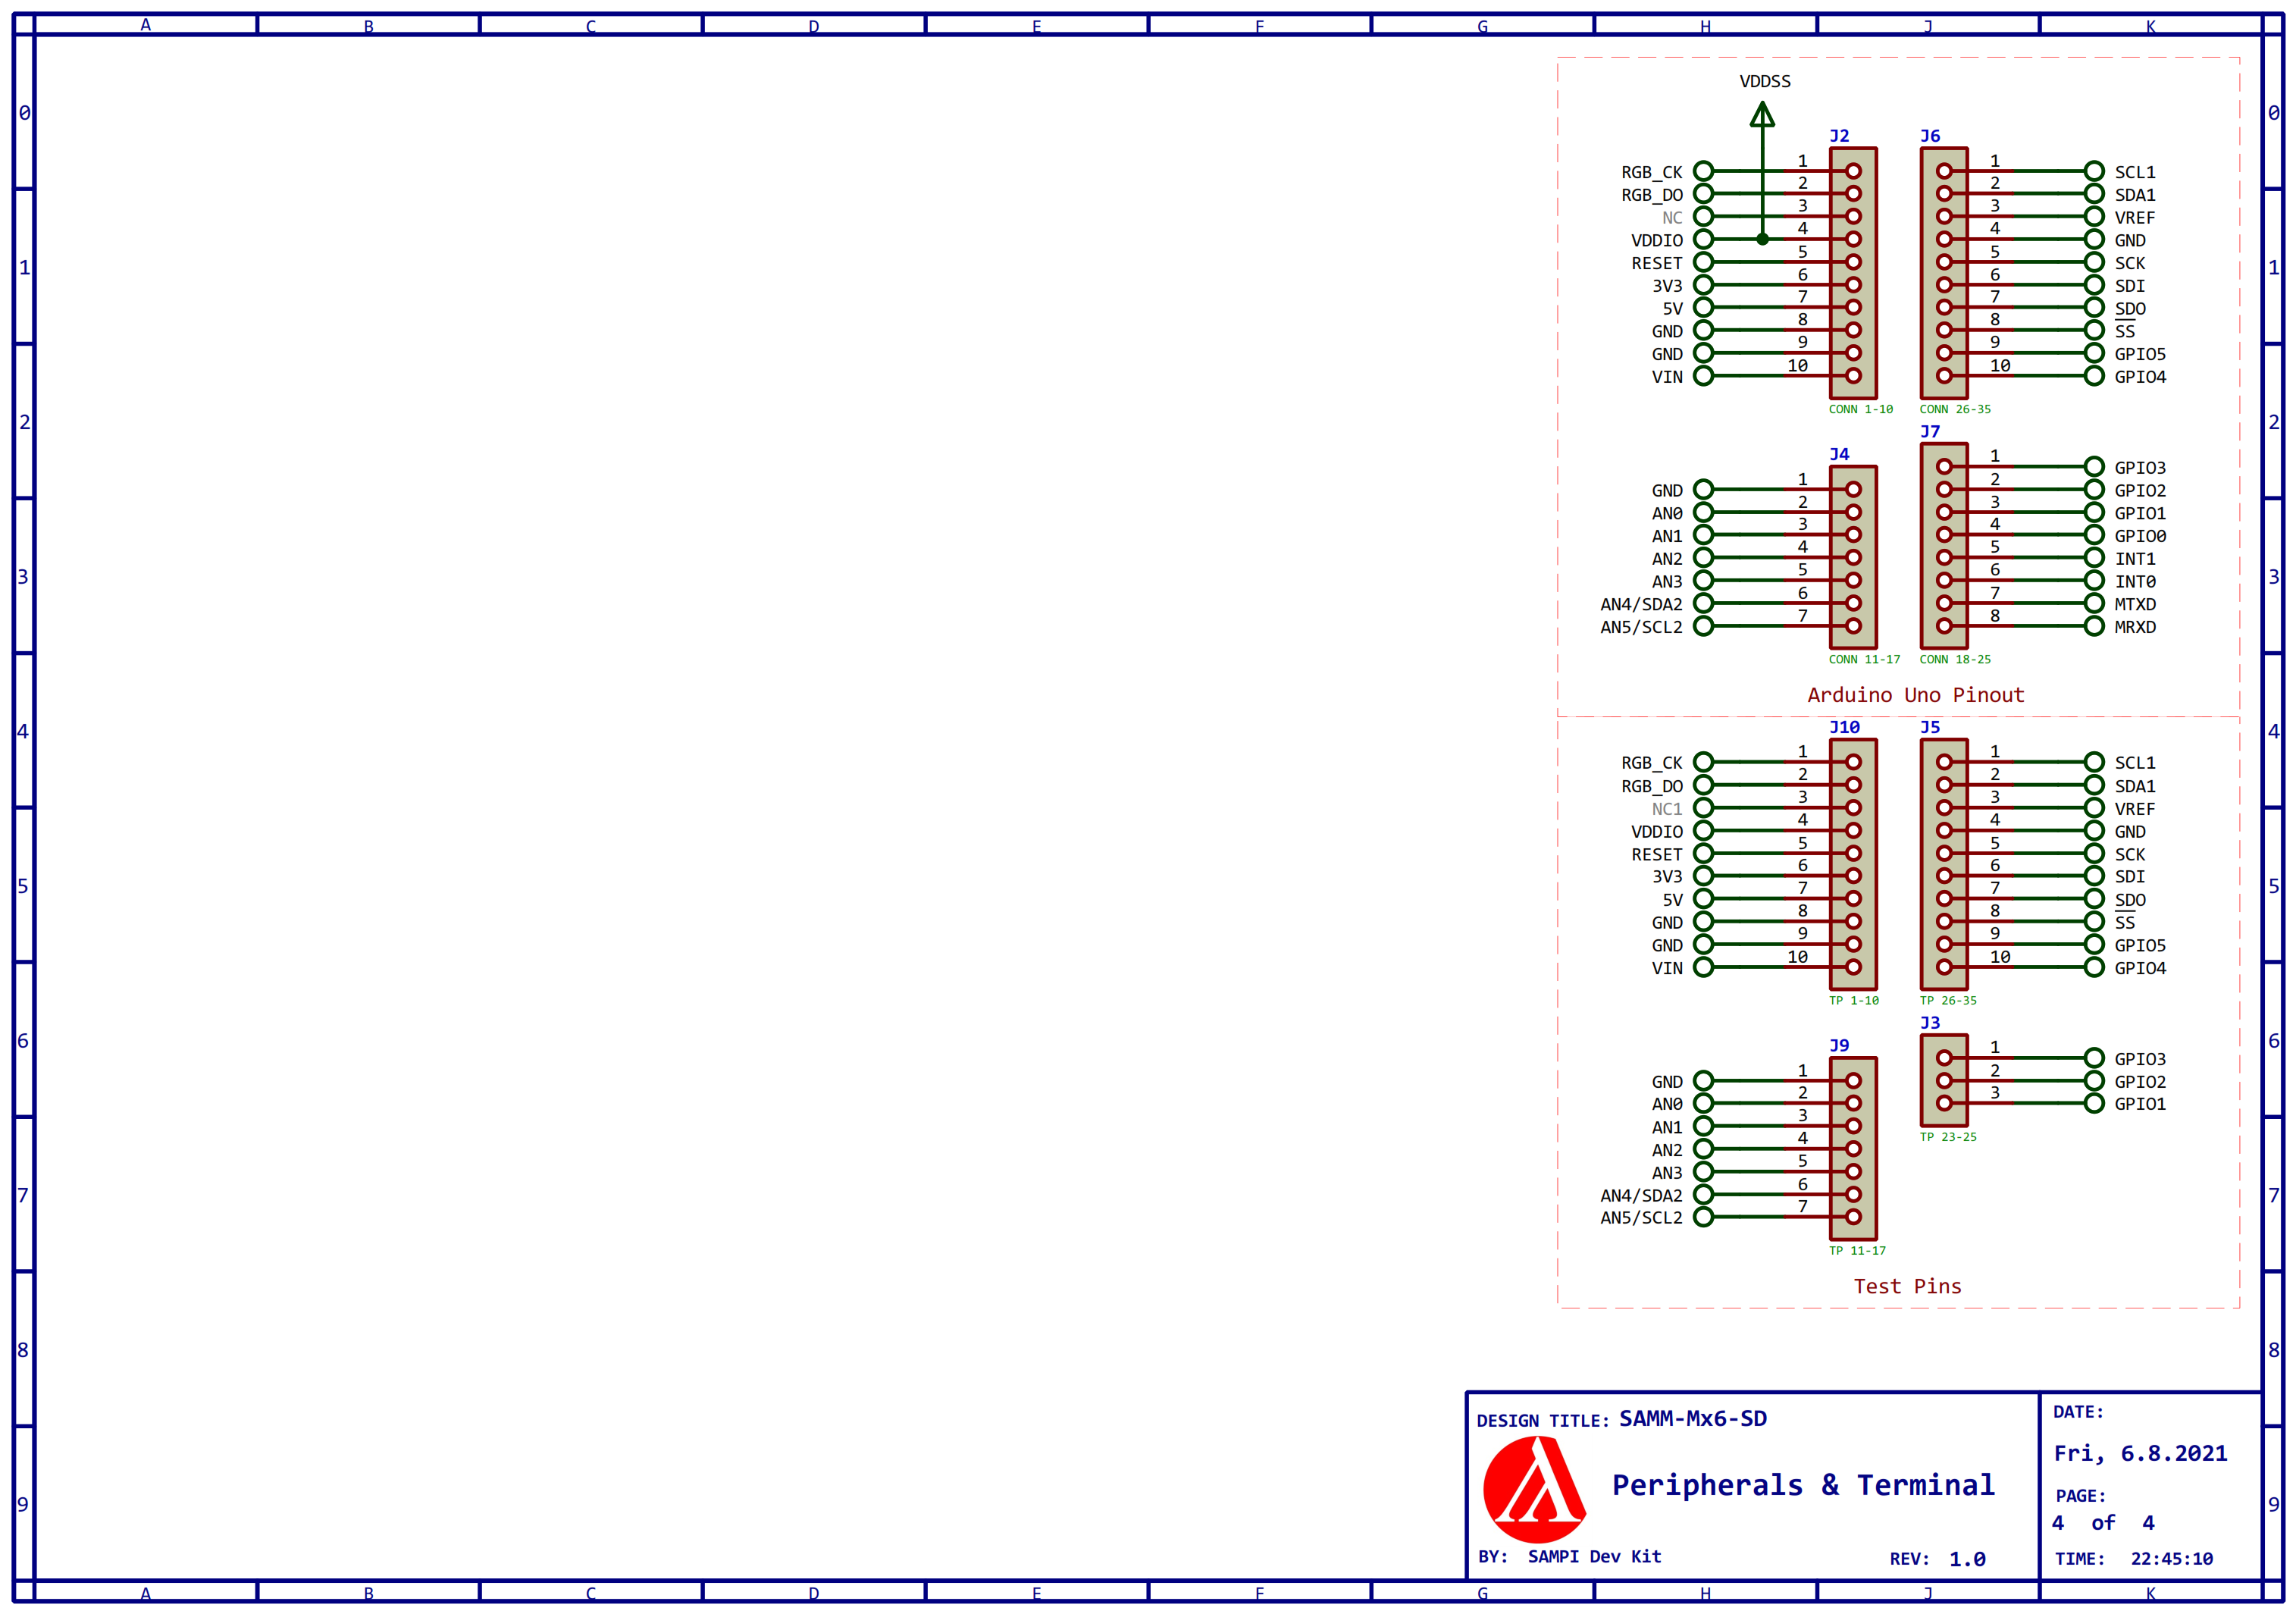 A B C D E F G H J K
0 0
1 1
2 2
3 3
4 4
5 5
6 6
7 7
8 8
9 9
VDDSS
J2 J6
RGB_CK 1 1 SCL1
RGB_DO 2 2 SDA1
NC 3 3 VREF
VDDIO 4 4 GND
RESET 5 5 SCK
3V3 6 6 SDI
5V 7 7 SDO
GND 8 8 SS
GND 9 9 GPIO5
VIN 10 10 GPIO4
CONN 1-10 CONN 26-35
J4 J7
1 GPIO3
GND 1 2 GPIO2
AN0 2 3 GPIO1
AN1 3 4 GPIO0
AN2 4 5 INT1
AN3 5 6 INT0
AN4/SDA2 6 7 MTXD
AN5/SCL2 7 8 MRXD
CONN 11-17 CONN 18-25
Arduino Uno Pinout
J10 J5
RGB_CK 1 1 SCL1
RGB_DO 2 2 SDA1
NC1 3 3 VREF
VDDIO 4 4 GND
RESET 5 5 SCK
3V3 6 6 SDI
5V 7 7 SDO
GND 8 8 SS
GND 9 9 GPIO5
VIN 10 10 GPIO4
TP 1-10 TP 26-35
J9 J3
1 GPIO3
GND 1 2 GPIO2
AN0 2 3 GPIO1
AN1 3
AN2 4
AN3 5
AN4/SDA2 6
AN5/SCL2 7
TP 11-17 TP 23-25
Test Pins
DESIGN TITLE: SAMM-Mx6-SD
Peripherals & Terminal
BY: SAMPI Dev Kit
REV: 1.0
DATE:
Fri, 6.8.2021
PAGE:
4 of 4
TIME: 22:45:10
A B C D E F G H J K